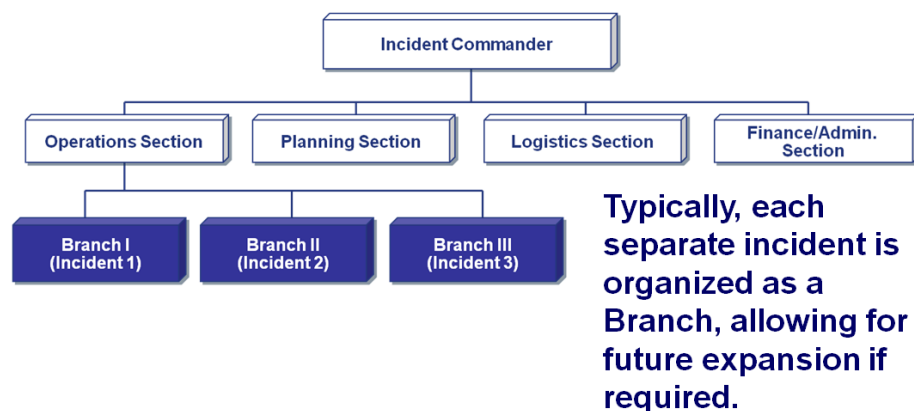 Incident Commander
Operations Section
Planning Section
Logistics Section
Finance/Admin.
Section
Branch I
(Incident 1)
Branch II
(Incident 2)
Branch III
(Incident 3)
Typically, each
separate incident is
organized as a
Branch, allowing for
future expansion if
required.